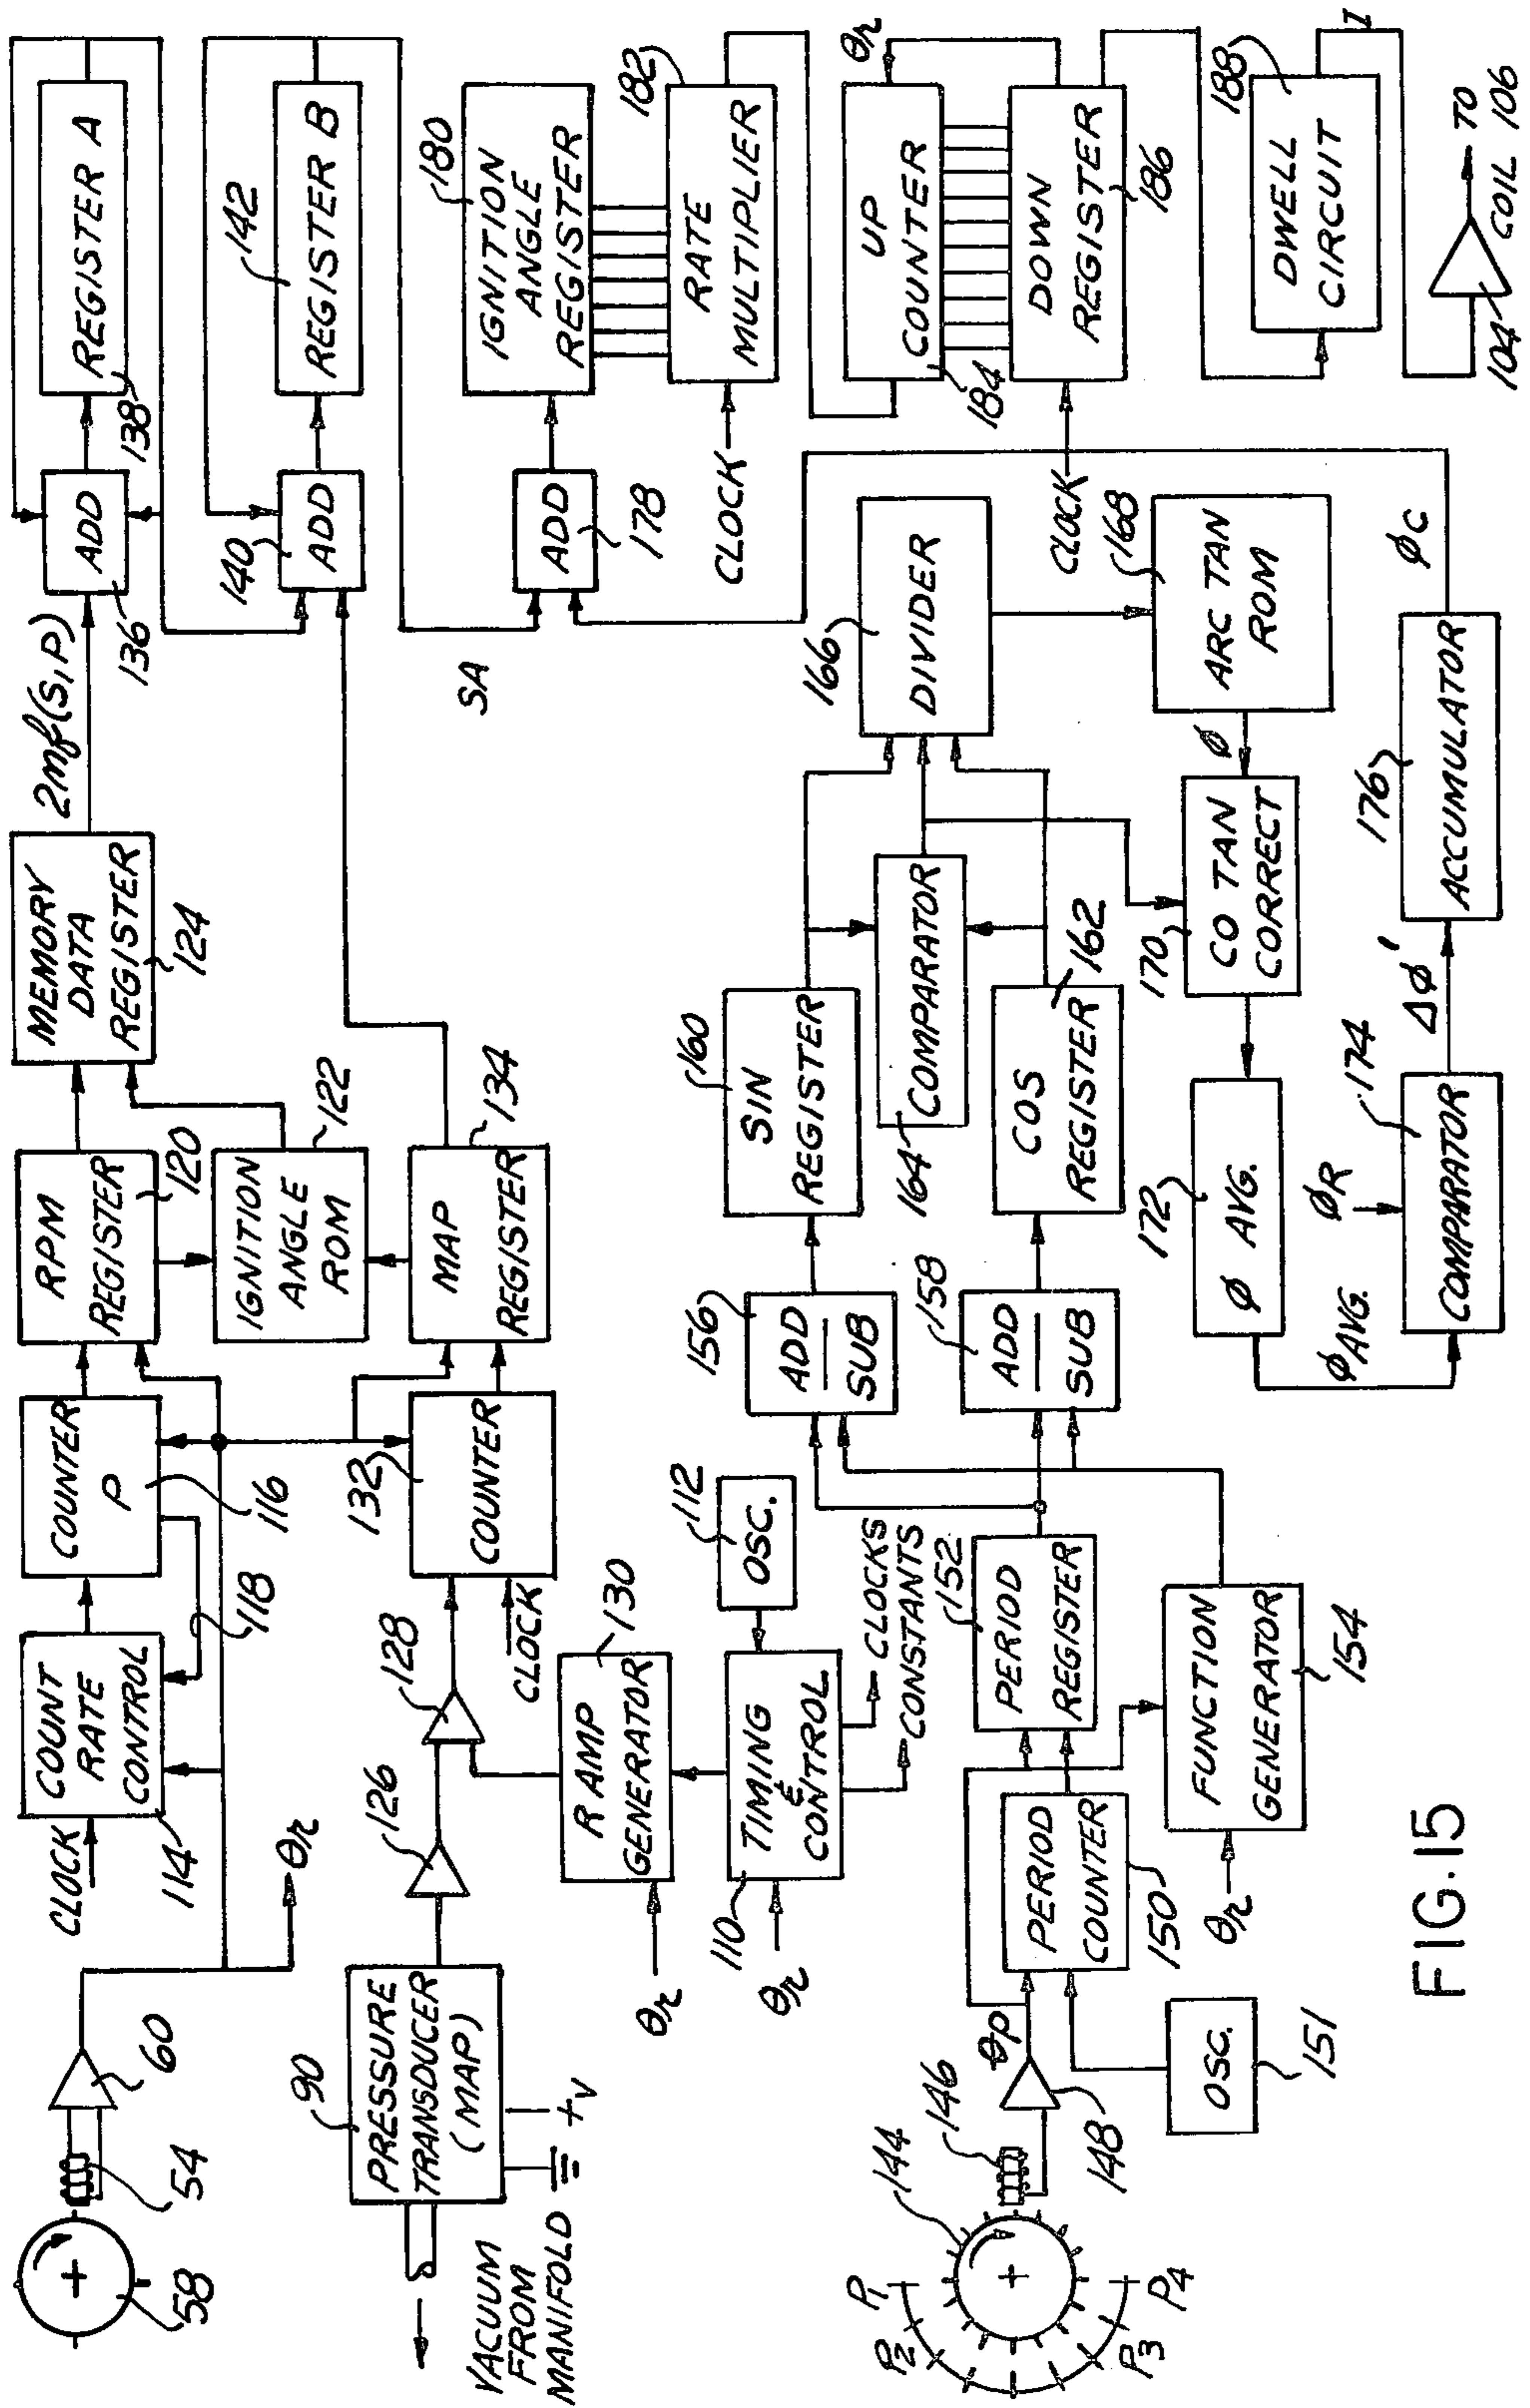 58
54
60
CLOCK
114
COUNT
RATE
CONTROL
118
COUNTER
P
116
RPM
REGISTER
120
IGNITION
ANGLE
ROM
122
MEMORY
DATA
REGISTER
124
2mf(S,P)
136
ADD
138
REGISTER A
θr
VACUUM
FROM
MANIFOLD
90
PRESSURE
TRANSDUCER
(MAP)
+V
126
128
CLOCK
132
COUNTER
MAP
REGISTER
134
140
ADD
142
REGISTER B
θr
130
RAMP
GENERATOR
θr
110
TIMING
&
CONTROL
112
OSC.
CLOCKS
CONSTANTS
SA
ADD
178
180
IGNITION
ANGLE
REGISTER
CLOCK
182
RATE
MULTIPLIER
184
UP
COUNTER
θr
CLOCK
DOWN
REGISTER
186
188
DWELL
CIRCUIT
I
104
TO
COIL 106
P1
P2
P3
P4
144
146
148
θp
OSC.
151
PERIOD
COUNTER
150
152
PERIOD
REGISTER
θr
FUNCTION
GENERATOR
154
156
ADD
SUB
158
ADD
SUB
160
SIN
REGISTER
164
COMPARATOR
COS
REGISTER
162
166
DIVIDER
168
ARC TAN
ROM
φ
170
CO TAN
CORRECT
172
φ AVG.
φAVG.
φR
COMPARATOR
174
Δφ'
176
ACCUMULATOR
φC
FIG.15